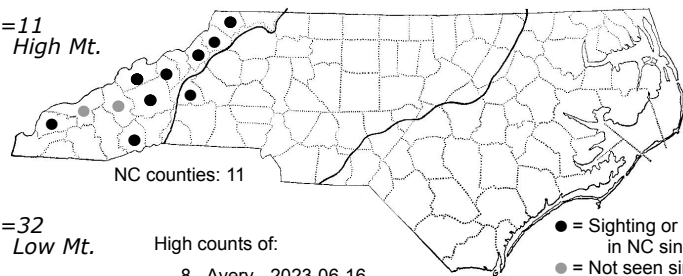 =11
High Mt.
NC counties: 11
=32
Low Mt.
High counts of:
8 Avery 2023-06-16
● = Sighting or
in NC sin
● = Not seen sin